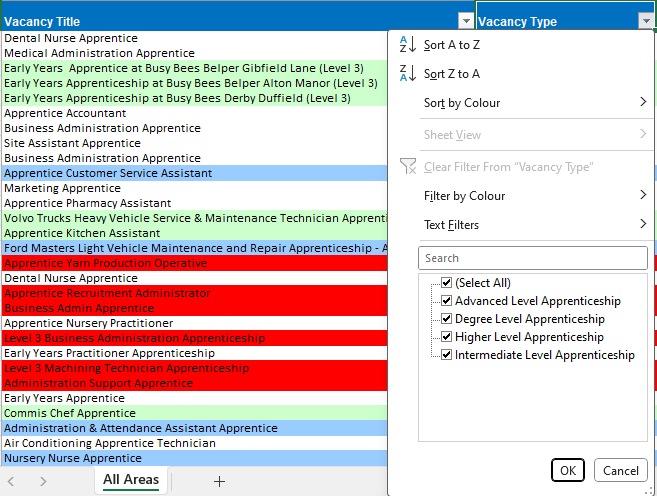 Vacancy Title
Vacancy Type
Dental Nurse Apprentice
Medical Administration Apprentice
Early Years  Apprentice at Busy Bees Belper Gibfield Lane (Level 3)
Early Years Apprenticeship at Busy Bees Belper Alton Manor (Level 3)
Early Years Apprenticeship at Busy Bees Derby Duffield (Level 3)
Apprentice Accountant
Business Administration Apprentice
Site Assistant Apprentice
Business Administration Apprentice
Apprentice Customer Service Assistant
Marketing Apprentice
Apprentice Pharmacy Assistant
Volvo Trucks Heavy Vehicle Service & Maintenance Technician Apprenti
Apprentice Kitchen Assistant
Ford Masters Light Vehicle Maintenance and Repair Apprenticeship - A
Apprentice Yarn Production Operative
Dental Nurse Apprentice
Apprentice Recruitment Administrator
Business Admin Apprentice
Apprentice Nursery Practitioner
Level 3 Business Administration Apprenticeship
Early Years Practitioner Apprenticeship
Level 3 Machining Technician Apprenticeship
Administration Support Apprentice
Early Years Apprentice
Commis Chef Apprentice
Administration & Attendance Assistant Apprentice
Air Conditioning Apprentice Technician
Nursery Nurse Apprentice
All Areas
Sort A to Z
Sort Z to A
Sort by Colour
Sheet View
Clear Filter From "Vacancy Type"
Filter by Colour
Text Filters
Search
(Select All)
Advanced Level Apprenticeship
Degree Level Apprenticeship
Higher Level Apprenticeship
Intermediate Level Apprenticeship
OK
Cancel